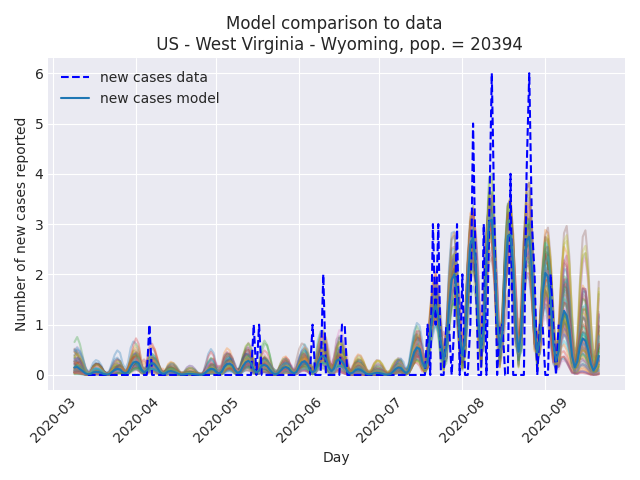 Model comparison to data
US - West Virginia - Wyoming, pop. = 20394
new cases data
new cases model
Number of new cases reported
6
5
4
3
2
1
0
2020-03
2020-04
2020-05
2020-06
2020-07
2020-08
2020-09
Day